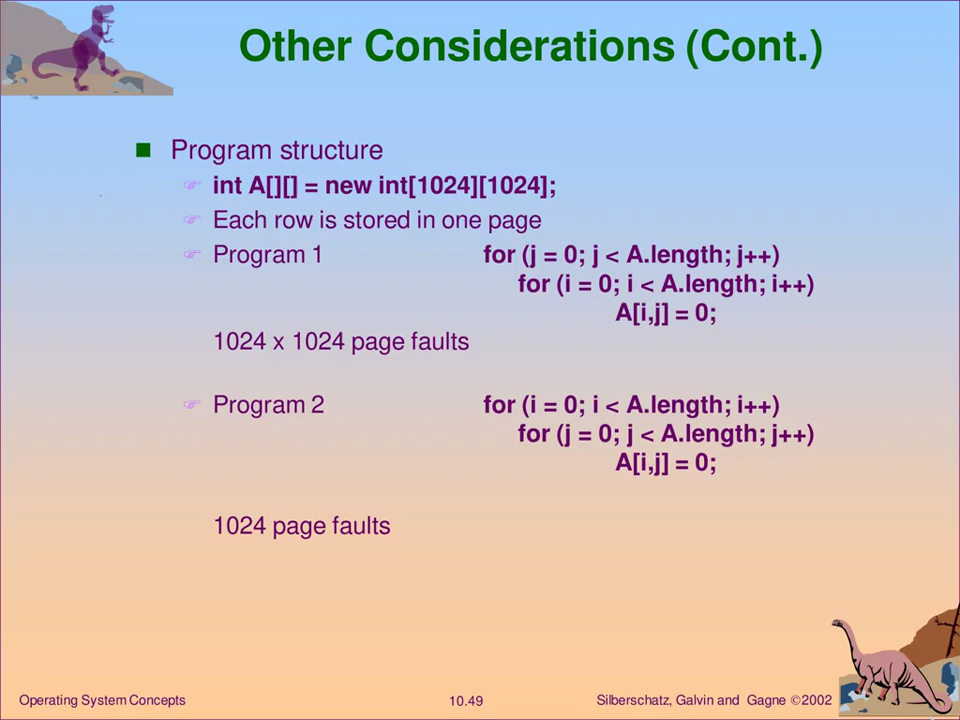 Other Considerations (Cont.)
Program structure
int A[][] = new int[1024][1024];
Each row is stored in one page
Program 1 for (j = 0; j < A.length; j++)
for (i = 0; i < A.length; i++)
A[i,j] = 0;
1024 x 1024 page faults
Program 2 for (i = 0; i < A.length; i++)
for (j = 0; j < A.length; j++)
A[i,j] = 0;
1024 page faults
Operating System Concepts 10.49 Silberschatz, Galvin and Gagne ©2002